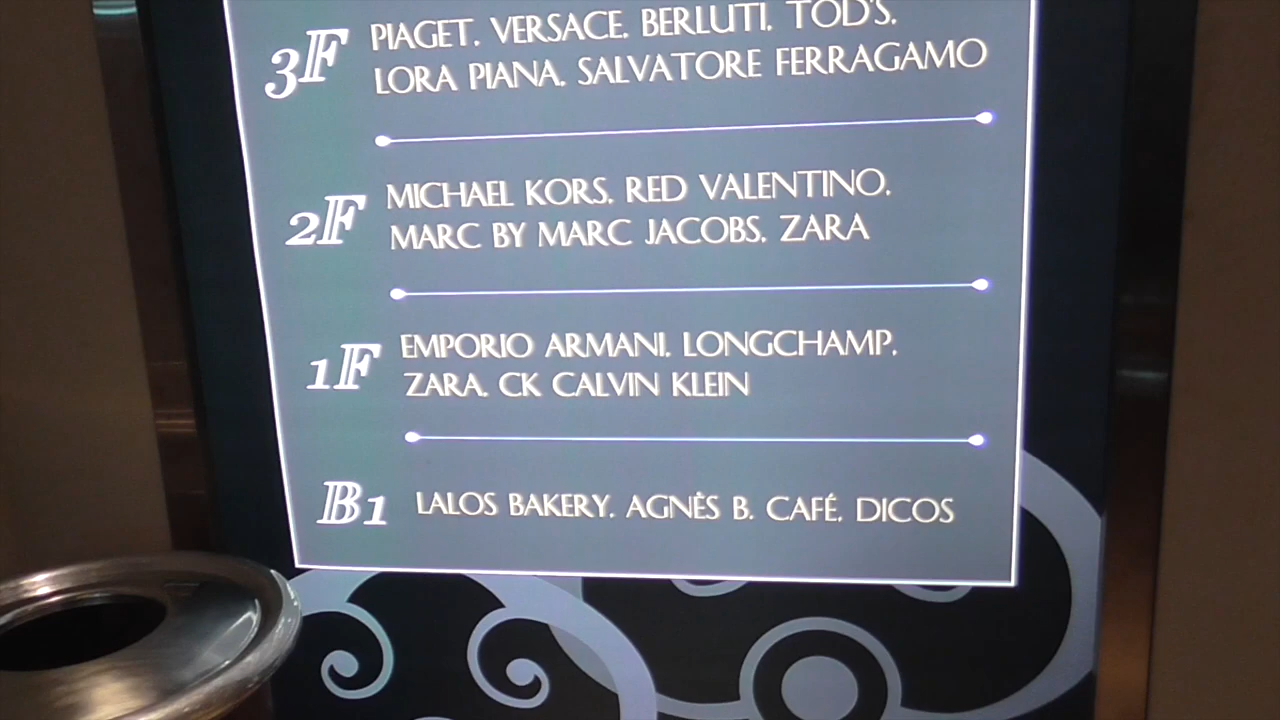 3F PIAGET. VERSACE. BERLUTI. TOD'S.
LORA PIANA. SALVATORE FERRAGAMO
2F MICHAEL KORS. RED VALENTINO.
MARC BY MARC JACOBS. ZARA
1F EMPORIO ARMANI. LONGCHAMP.
ZARA. CK CALVIN KLEIN
B1 LALOS BAKERY. AGNÈS B. CAFÉ. DICOS